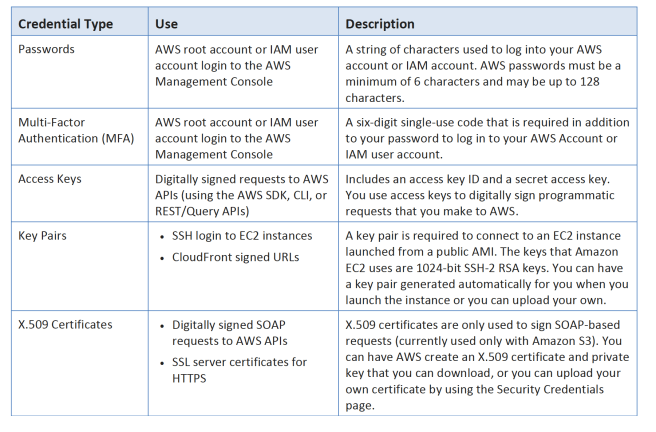 Credential Type Use Description
Passwords
AWS root account or IAM user
account login to the AWS
Management Console
A string of characters used to log into your AWS
account or IAM account. AWS passwords must be a
minimum of 6 characters and may be up to 128
characters.
Multi-Factor
Authentication (MFA)
AWS root account or IAM user
account login to the AWS
Management Console
A six-digit single-use code that is required in addition
to your password to log in to your AWS Account or
IAM user account.
Access Keys
Digitally signed requests to AWS
APIs (using the AWS SDK, CLI, or
REST/Query APIs)
Includes an access key ID and a secret access key.
You use access keys to digitally sign programmatic
requests that you make to AWS.
Key Pairs
• SSH login to EC2 instances
• CloudFront signed URLs
A key pair is required to connect to an EC2 instance
launched from a public AMI. The keys that Amazon
EC2 uses are 1024-bit SSH-2 RSA keys. You can have
a key pair generated automatically for you when you
launch the instance or you can upload your own.
X.509 Certificates
• Digitally signed SOAP
requests to AWS APIs
• SSL server certificates for
HTTPS
X.509 certificates are only used to sign SOAP-based
requests (currently used only with Amazon S3). You
can have AWS create an X.509 certificate and private
key that you can download, or you can upload your
own certificate by using the Security Credentials
page.